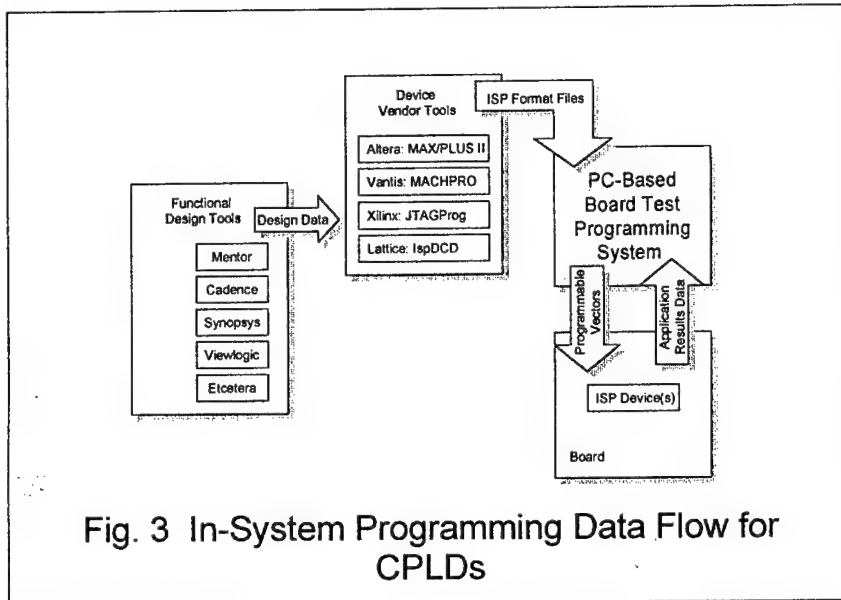 Functional
Design Tools
Mentor
Cadence
Synopsys
Viewlogic
Etcetera
Design Data
Device
Vendor Tools
Altera: MAX/PLUS II
Vantis: MACHPRO
Xilinx: JTAGProg
Lattice: IspDCD
ISP Format Files
PC-Based
Board Test
Programming
System
Programmable
Vectors
Application
Results Data
ISP Device(s)
Board
Fig. 3 In-System Programming Data Flow for
CPLDs